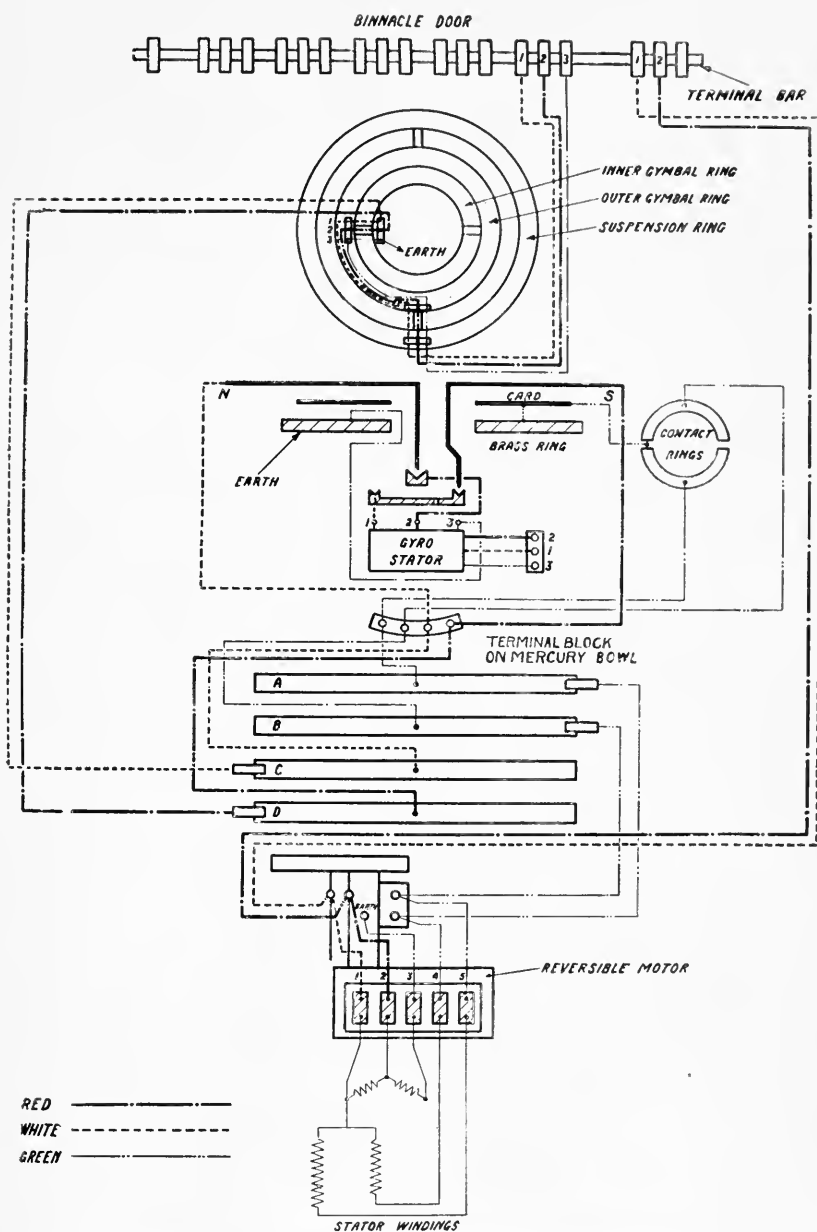 BINNACLE DOOR
1 2 3 1 2
TERMINAL BAR
INNER GYMBAL RING
OUTER GYMBAL RING
SUSPENSION RING
1
2
3
EARTH
N
S
CARD
BRASS RING
CONTACT
RINGS
EARTH
1 2 3
GYRO
STATOR
2
1
3
TERMINAL BLOCK
ON MERCURY BOWL
A
B
C
D
EARTH
REVERSIBLE MOTOR
1 2 3 4 5
RED
WHITE
GREEN
STATOR WINDINGS